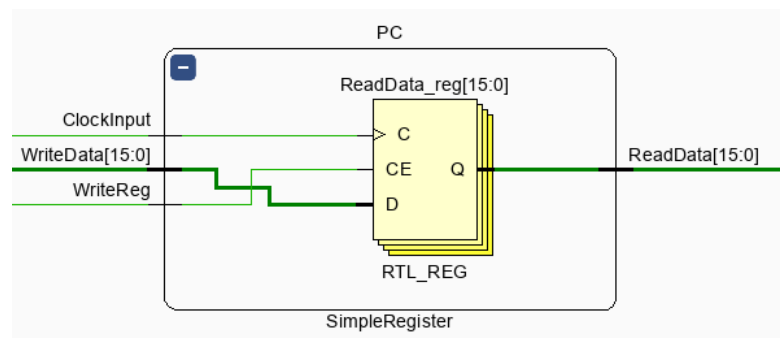 PC
ReadData_reg[15:0]
ClockInput
C
WriteData[15:0]
CE
Q
ReadData[15:0]
WriteReg
D
RTL_REG
SimpleRegister